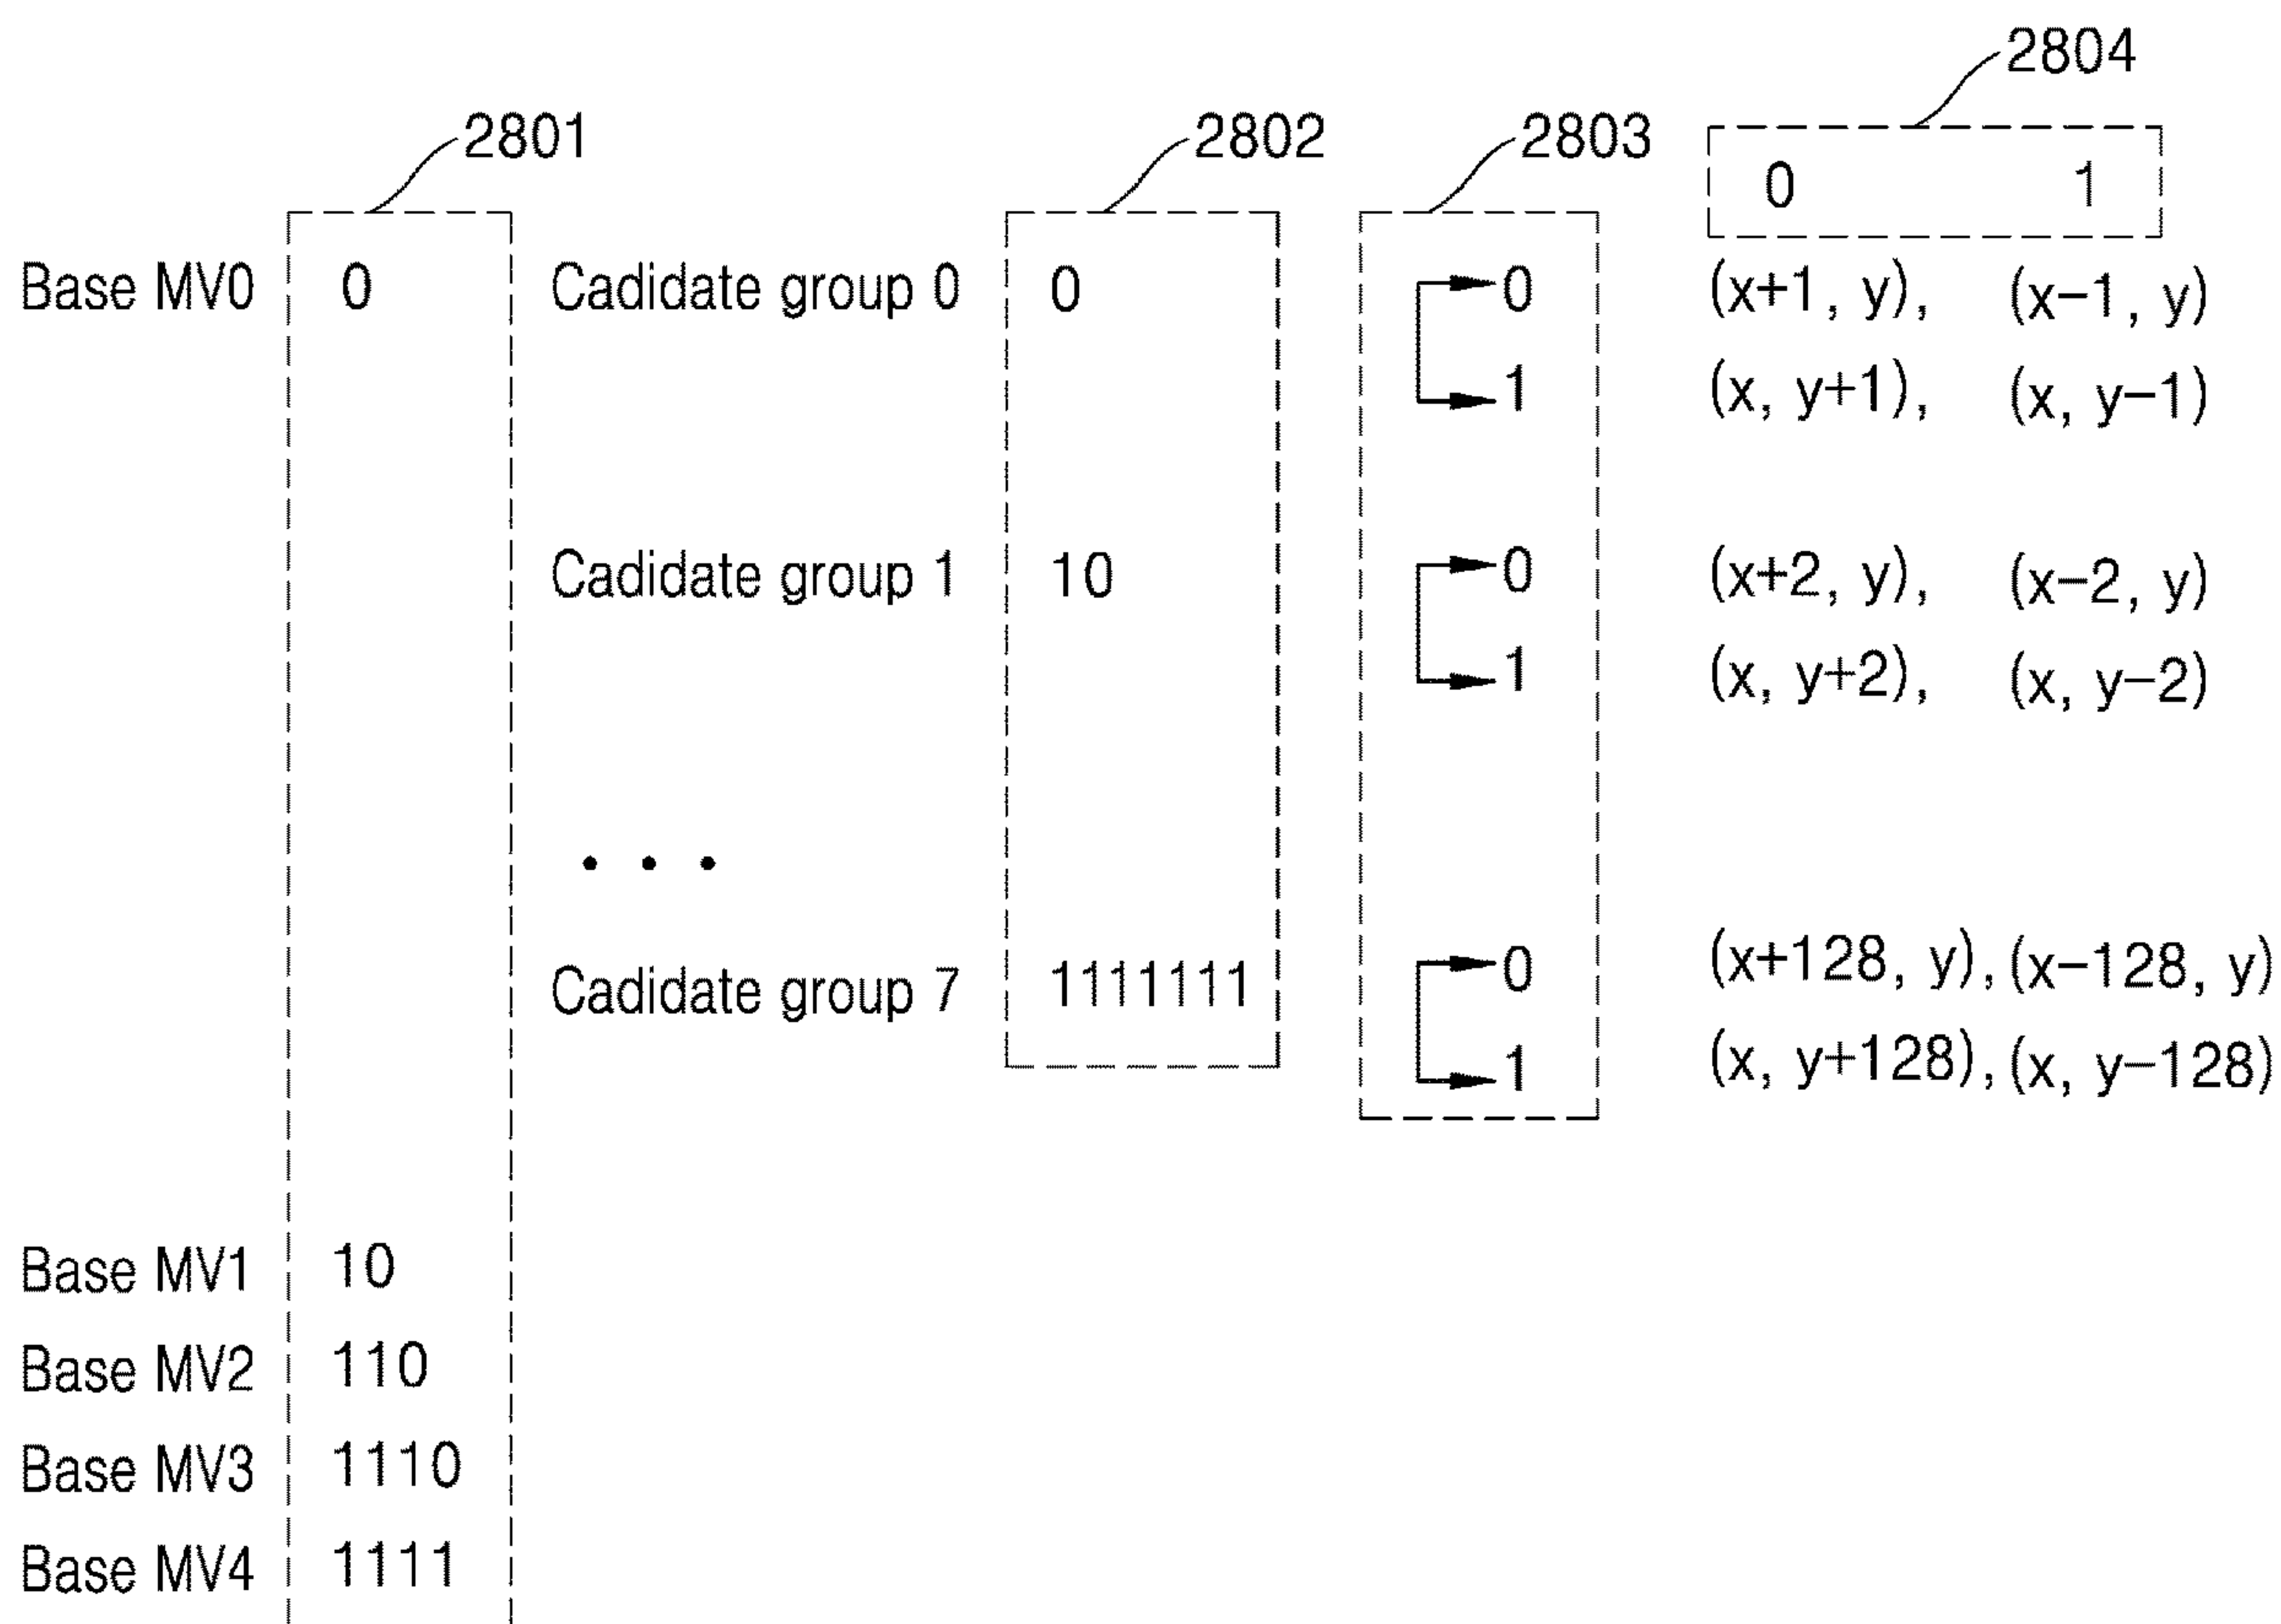 2804
2801 2802 2803
0 1
Base MV0 0 Cadidate group 0 0 0 (x+1, y), (x-1, y)
1 (x, y+1), (x, y-1)
Cadidate group 1 10 0 (x+2, y), (x-2, y)
1 (x, y+2), (x, y-2)
. . .
Cadidate group 7 1111111 0 (x+128, y), (x-128, y)
1 (x, y+128), (x, y-128)
Base MV1 10
Base MV2 110
Base MV3 1110
Base MV4 1111